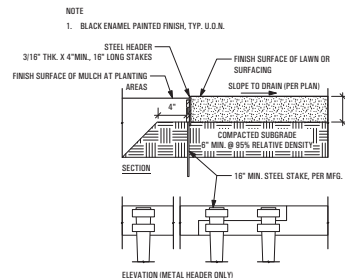 NOTE
1. BLACK ENAMEL PAINTED FINISH, TYP. U.O.N.
STEEL HEADER
3/16" THK. X 4"MIN., 16" LONG STAKES
FINISH SURFACE OF MULCH AT PLANTING
AREAS
FINISH SURFACE OF LAWN OR
SURFACING
SLOPE TO DRAIN (PER PLAN)
4"
COMPACTED SUBGRADE
6" MIN. @ 95% RELATIVE DENSITY
SECTION
16" MIN. STEEL STAKE, PER MFG.
ELEVATION (METAL HEADER ONLY)